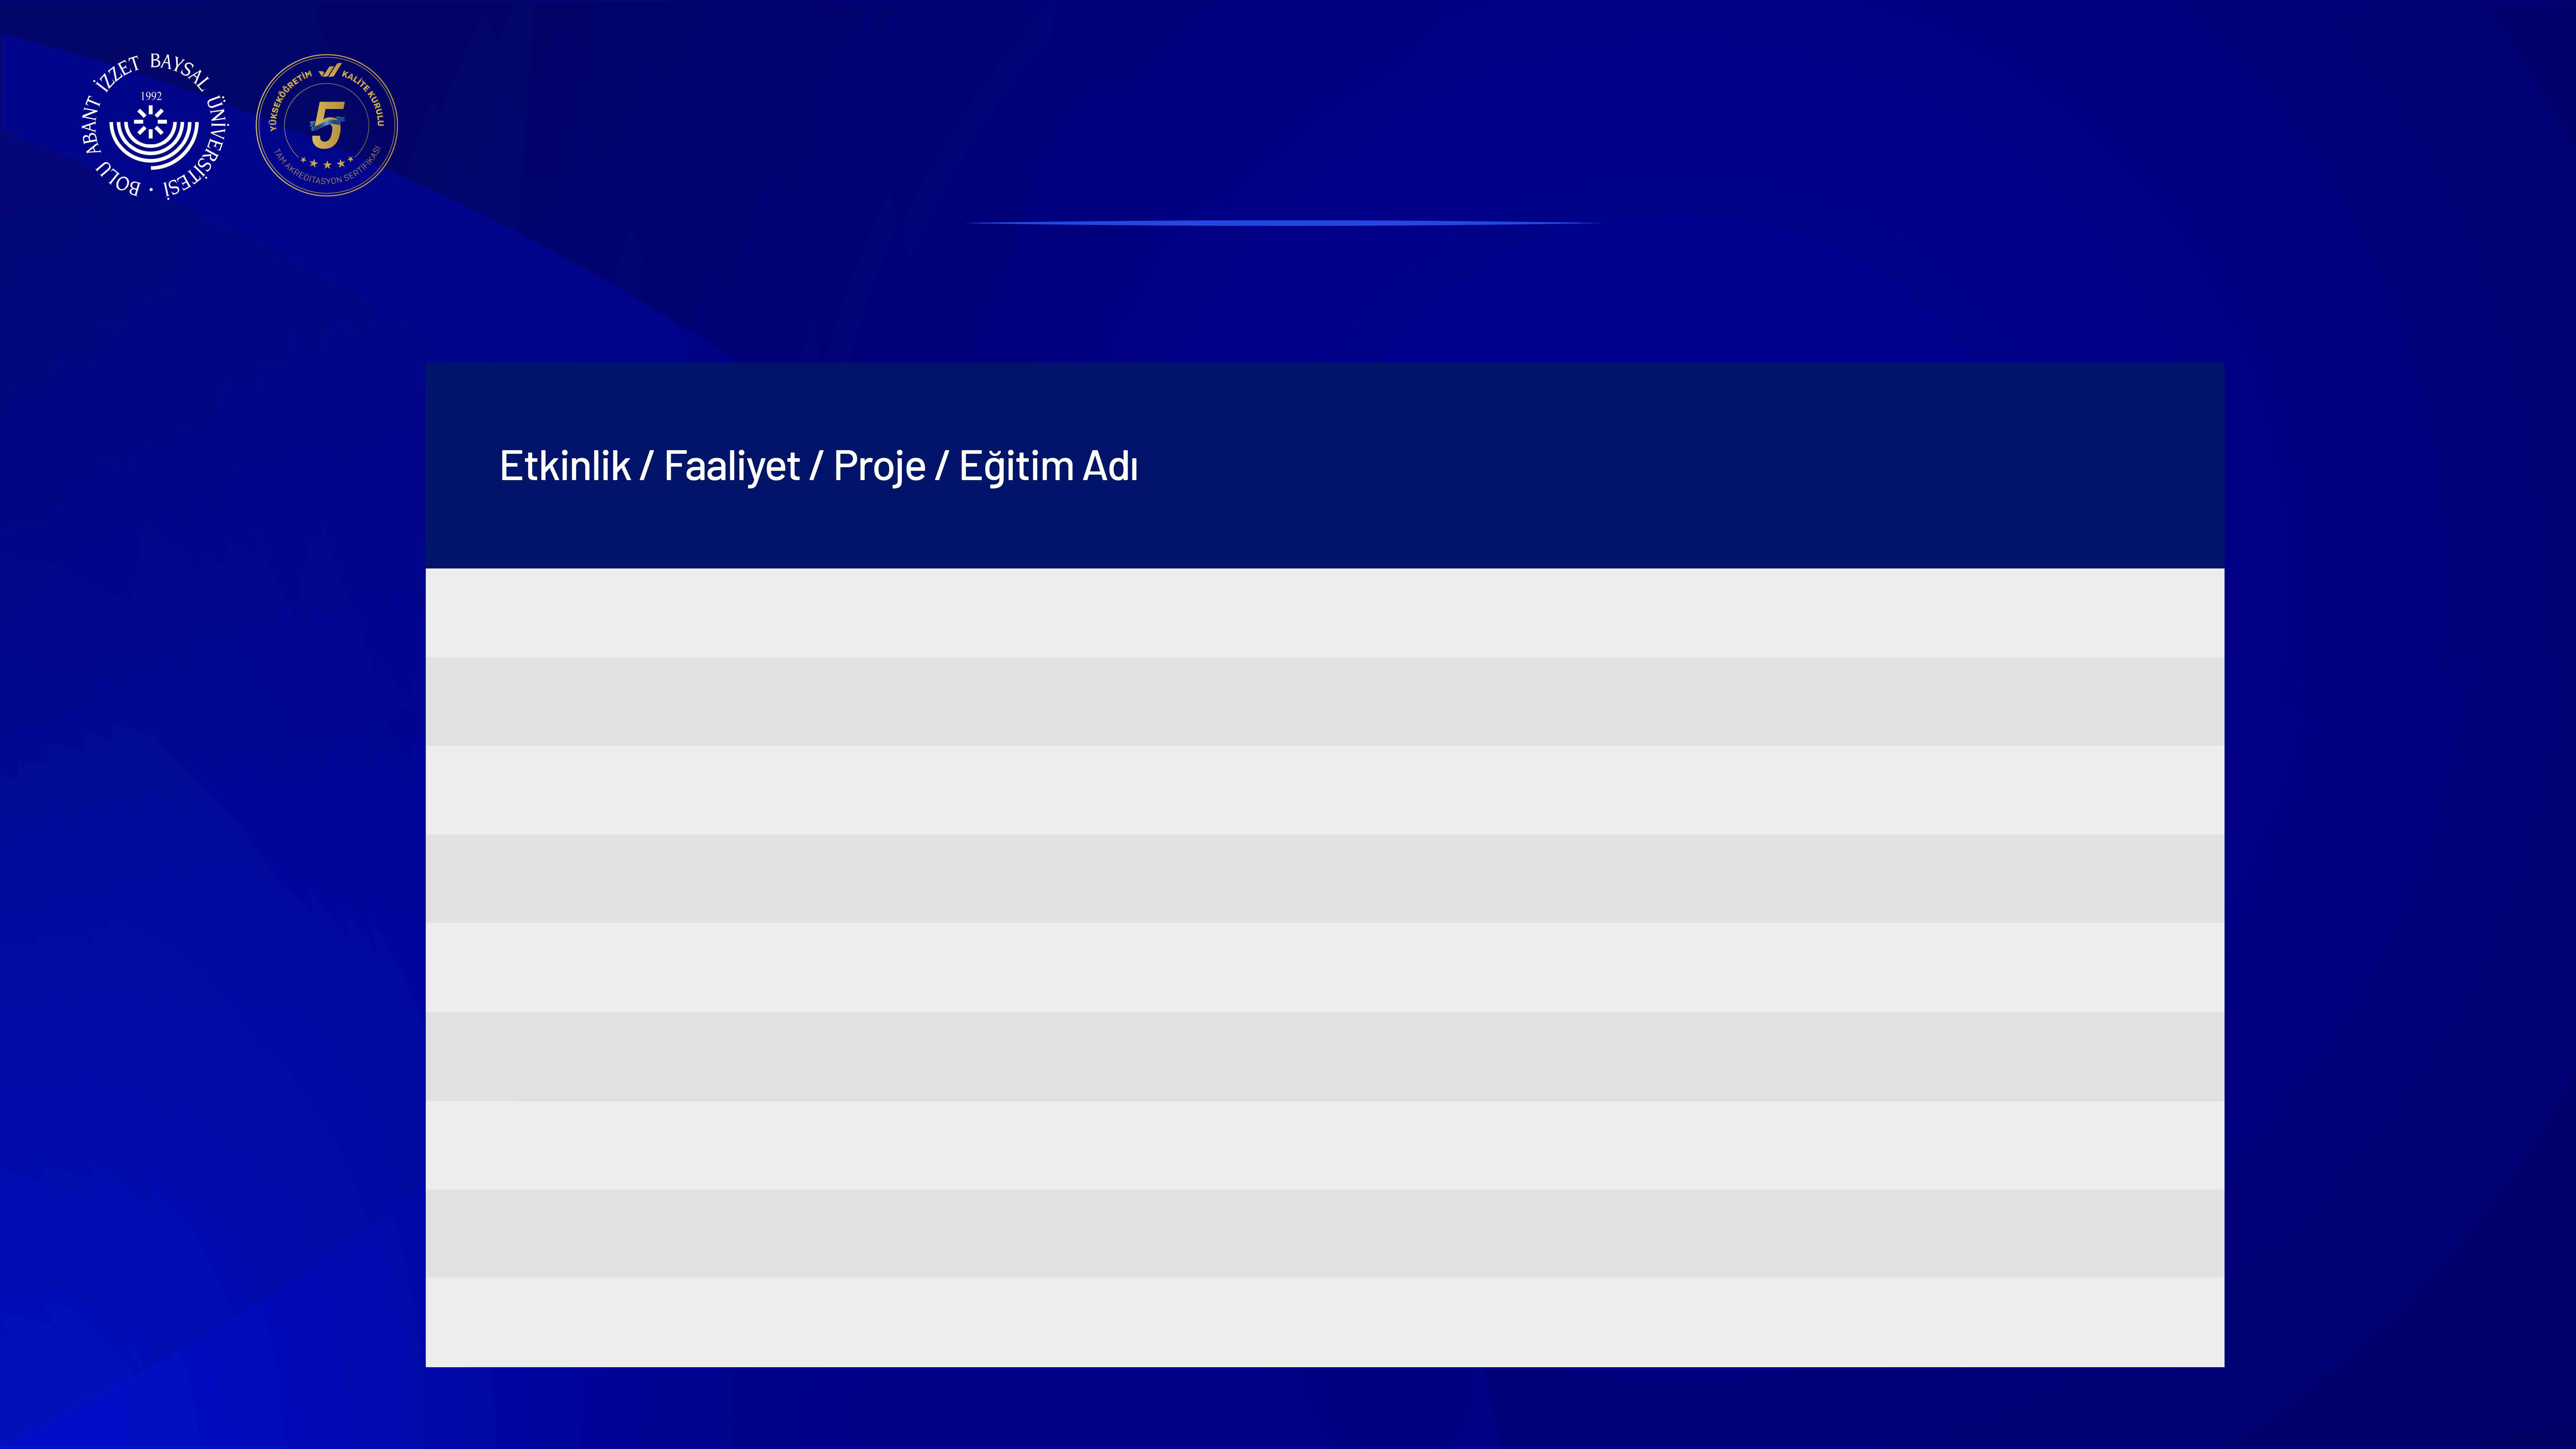 BOLU ABANT İZZET BAYSAL ÜNİVERSİTESİ •
1992
YÜKSEKÖĞRETİM KALİTE KURULU
5
TAM AKREDİTASYON SERTİFİKASI
Etkinlik / Faaliyet / Proje / Eğitim Adı